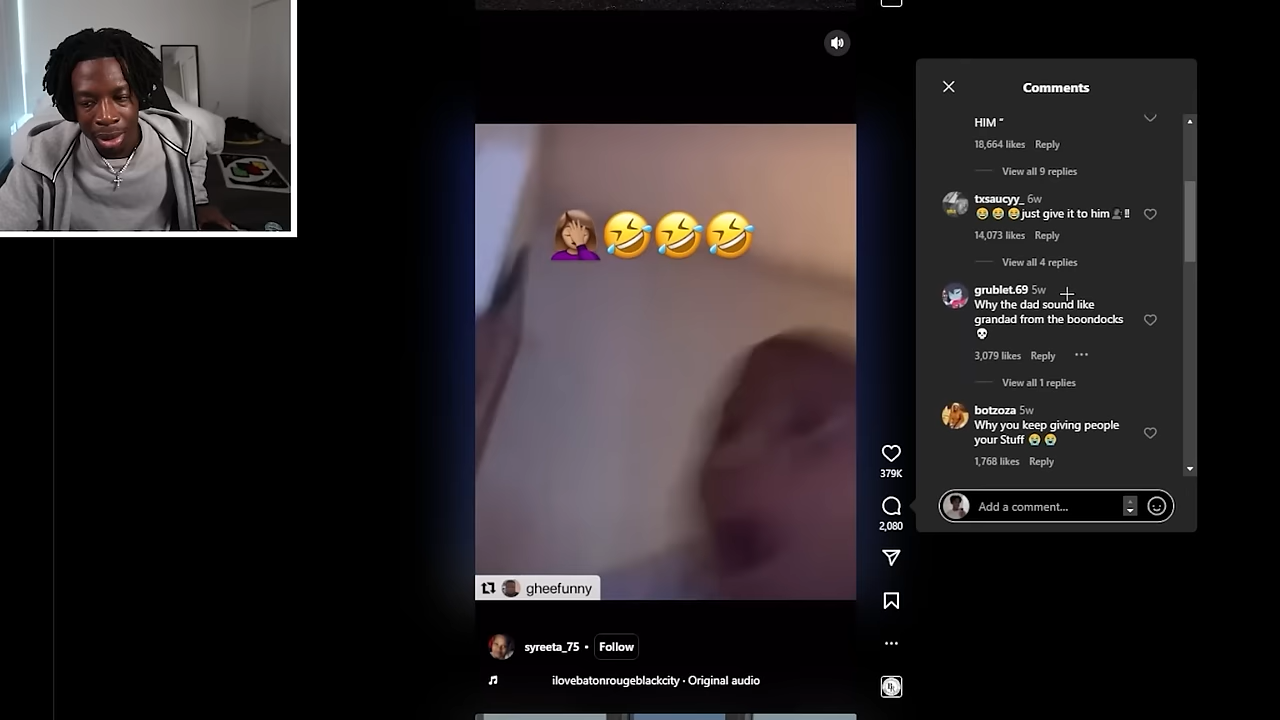 Comments
HIM "
18,664 likes Reply
View all 9 replies
txsaucyy_ 6w
😂 😂 😂just give it to him🗣‼
14,073 likes Reply
View all 4 replies
grublet.69 5w
Why the dad sound like
grandad from the boondocks
💀
3,079 likes Reply ...
View all 1 replies
botzoza 5w
Why you keep giving people
your Stuff 😭 😭
1,768 likes Reply
Add a comment...
🤦🏽‍♀️🤣🤣🤣
379K
2,080
gheefunny
syreeta_75 • Follow
ilovebatonrougeblackcity · Original audio